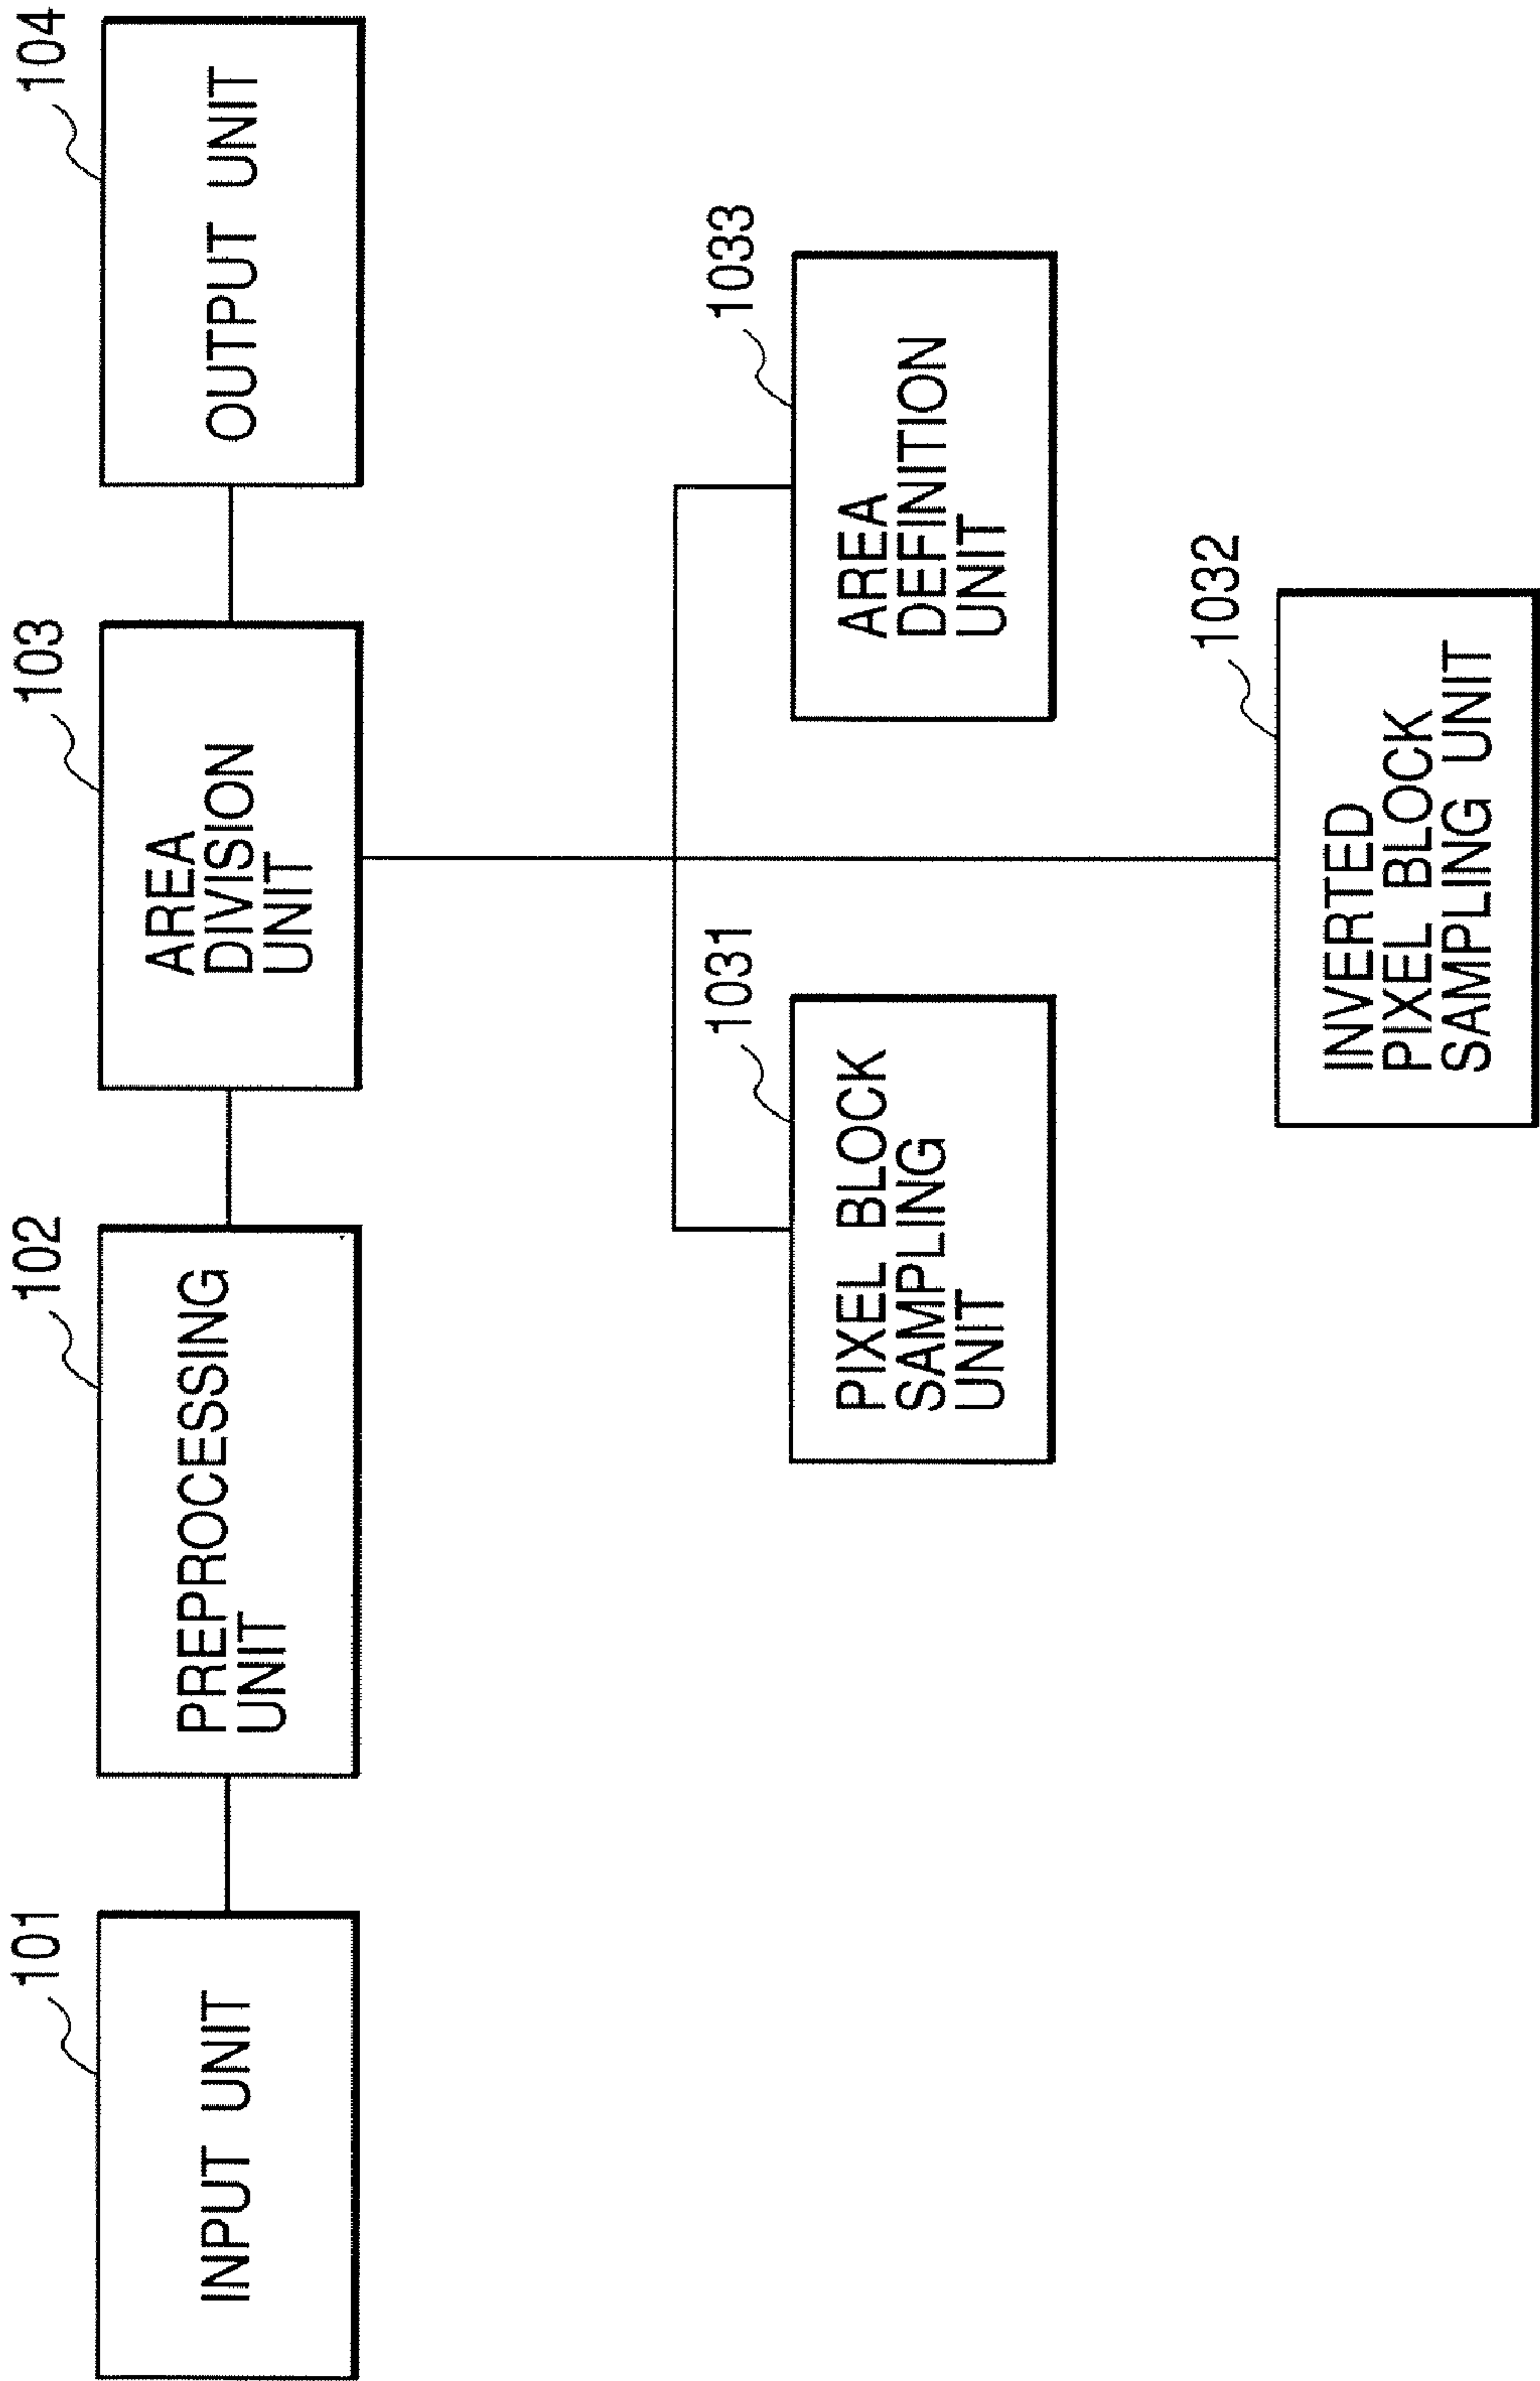 101
INPUT UNIT
102
PREPROCESSING
UNIT
103
AREA
DIVISION
UNIT
104
OUTPUT UNIT
1031
PIXEL BLOCK
SAMPLING
UNIT
1033
AREA
DEFINITION
UNIT
1032
INVERTED
PIXEL BLOCK
SAMPLING UNIT